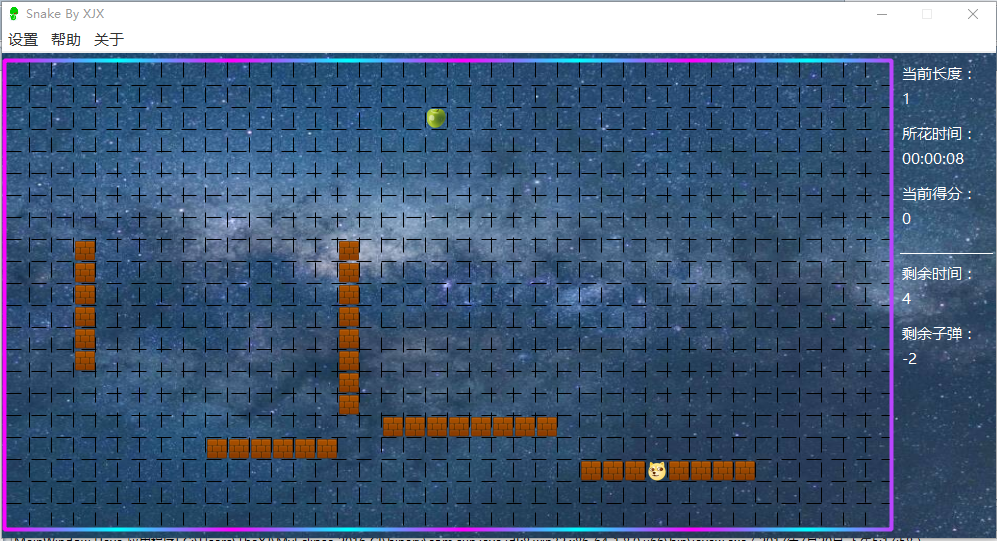 Snake By XJX
设置 帮助 关于
当前长度：
1
所花时间：
00:00:08
当前得分：
0
剩余时间：
4
剩余子弹：
-2